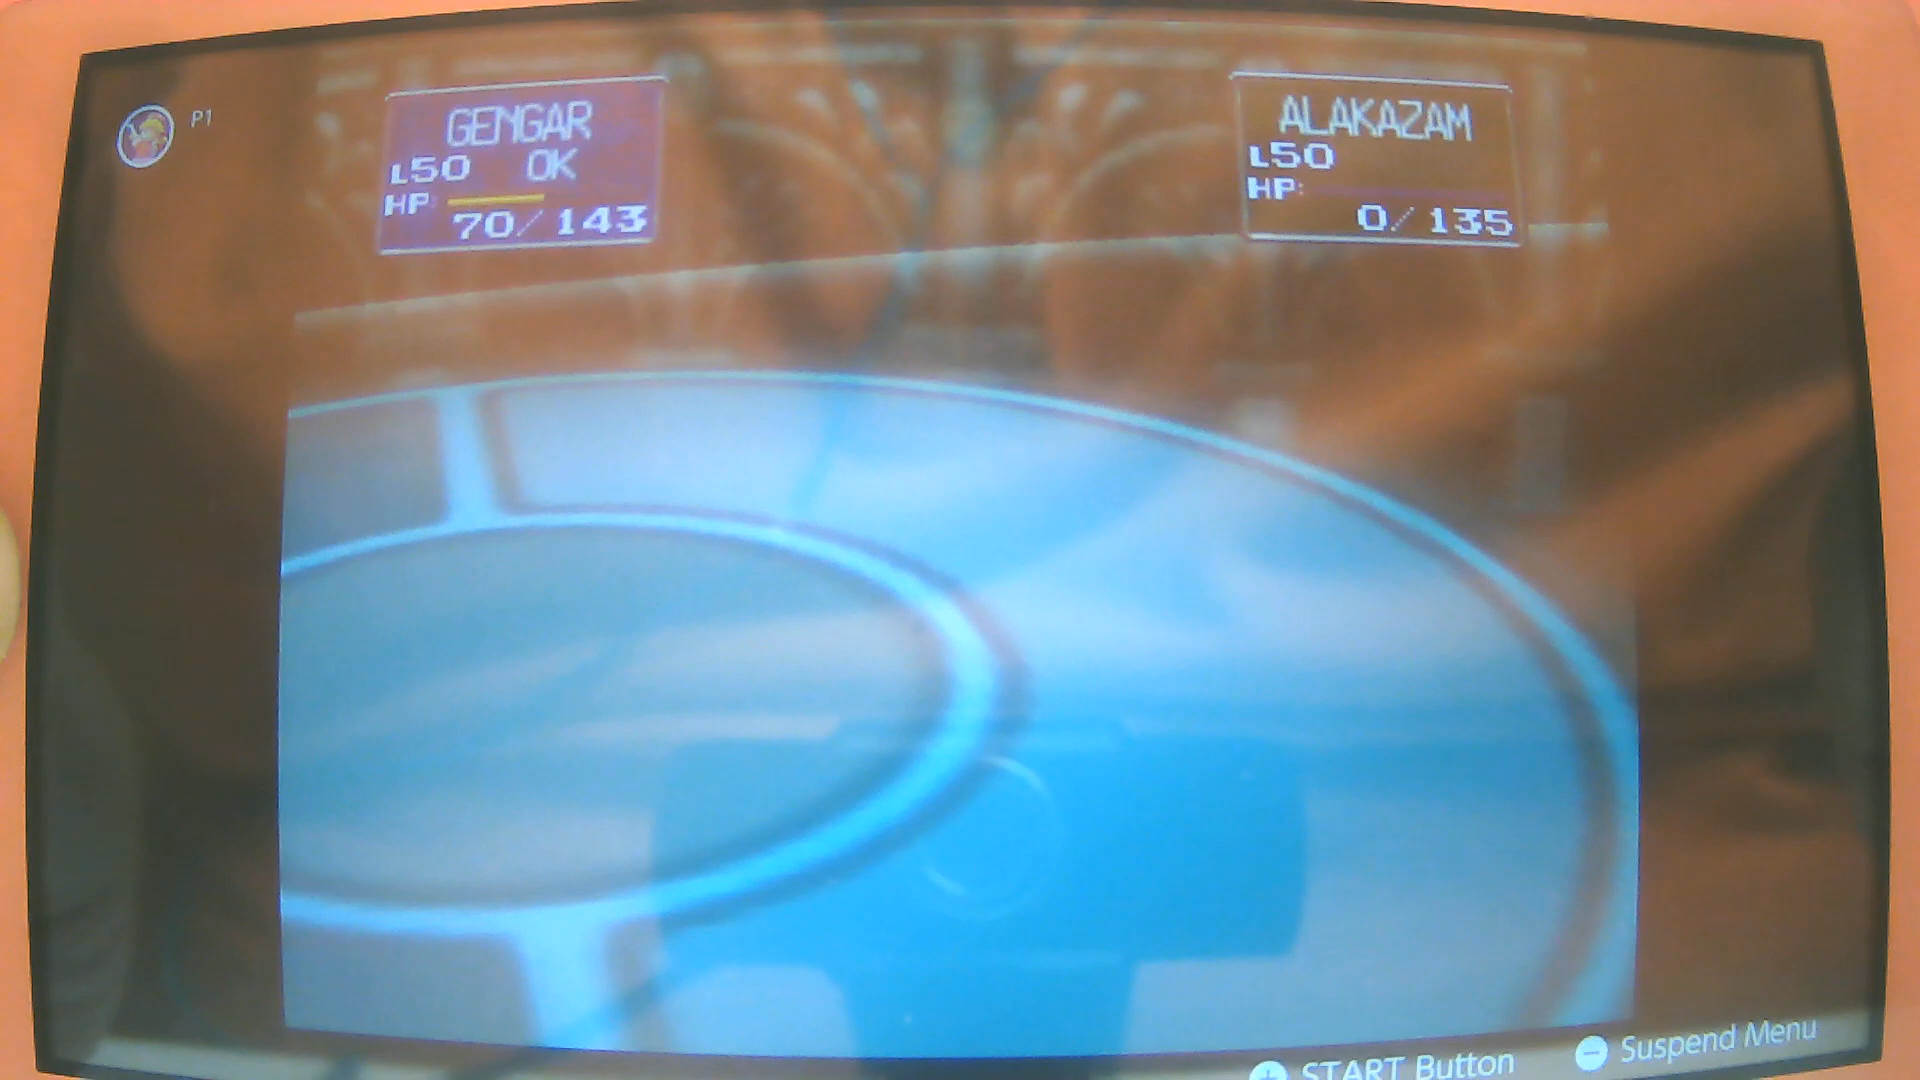 P1
GENGAR
L50 OK
HP:
70/143
ALAKAZAM
L50
HP:
0/135
START Button
Suspend Menu